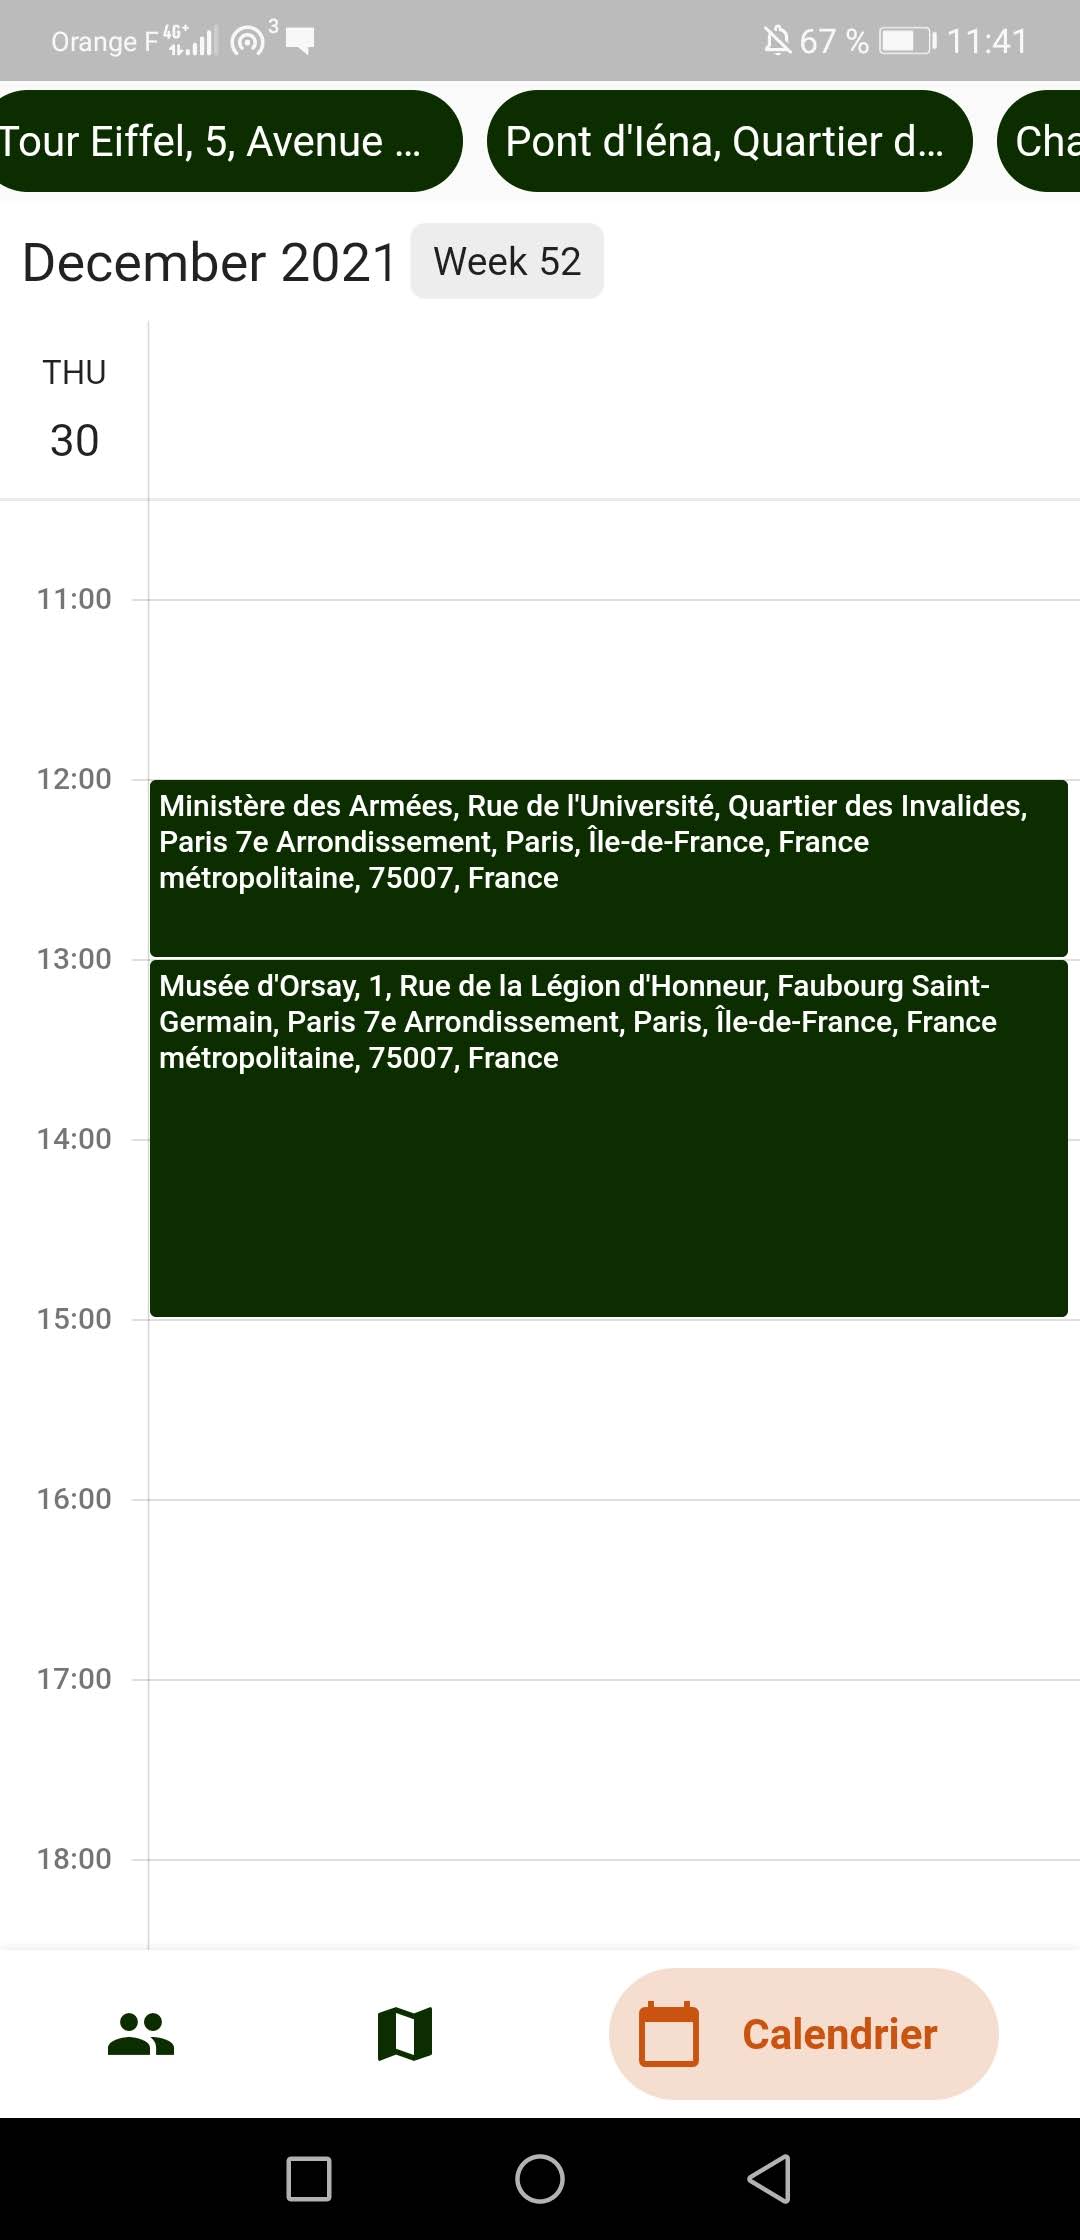 Orange F 4G+ 3 67 % 11:41
Tour Eiffel, 5, Avenue ... Pont d'Iéna, Quartier d... Cha
December 2021 Week 52
THU
30
11:00
12:00
Ministère des Armées, Rue de l'Université, Quartier des Invalides,
Paris 7e Arrondissement, Paris, Île-de-France, France
métropolitaine, 75007, France
13:00
Musée d'Orsay, 1, Rue de la Légion d'Honneur, Faubourg Saint-
Germain, Paris 7e Arrondissement, Paris, Île-de-France, France
métropolitaine, 75007, France
14:00
15:00
16:00
17:00
18:00
Calendrier